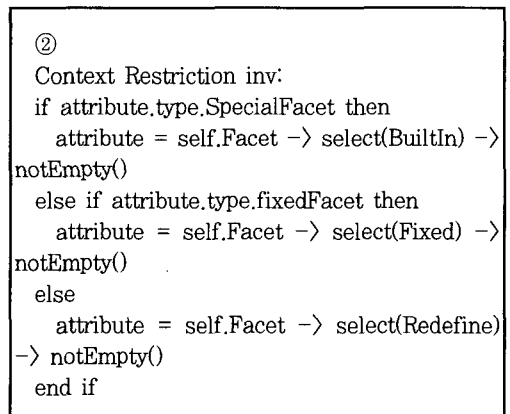 ②
Context Restriction inv:
if attribute.type.SpecialFacet then
attribute = self.Facet -> select(BuiltIn) ->
notEmpty()
else if attribute.type.fixedFacet then
attribute = self.Facet -> select(Fixed) ->
notEmpty()
else
attribute = self.Facet -> select(Redefine)
-> notEmpty()
end if